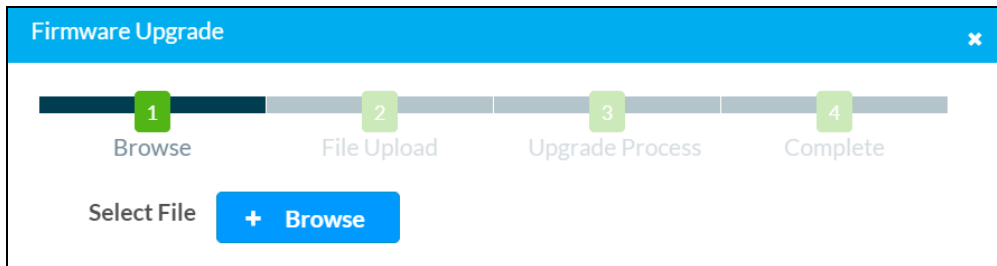 Firmware Upgrade
1 2 3 4
Browse File Upload Upgrade Process Complete
Select File + Browse